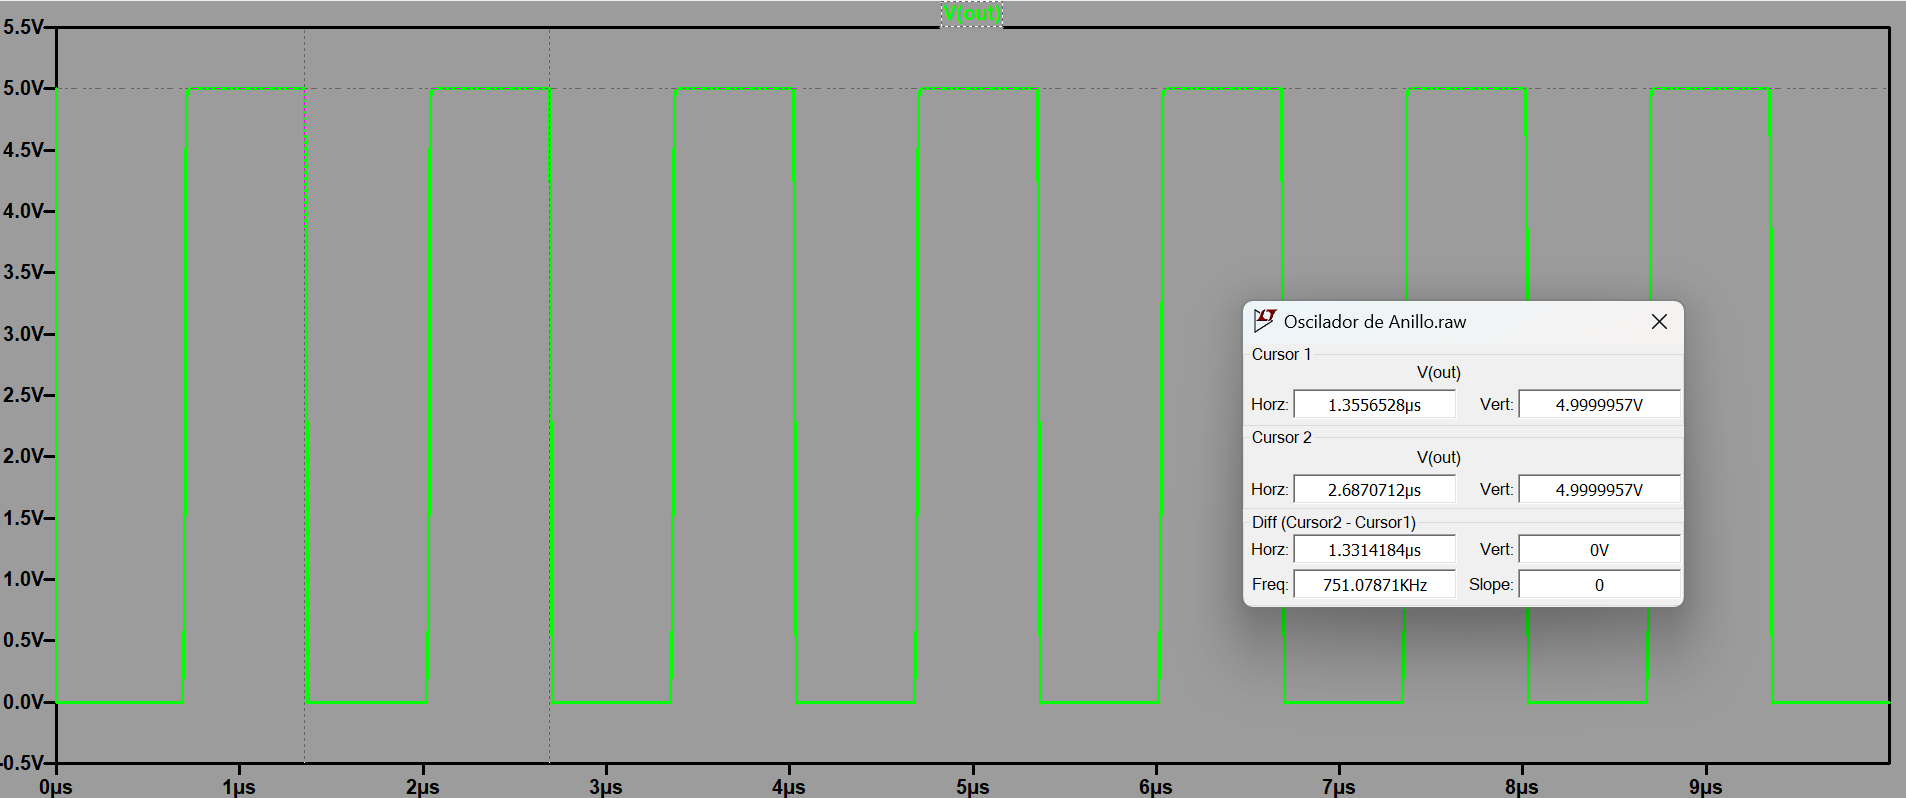 V(out)
5.5V
5.0V
4.5V
4.0V
3.5V
3.0V
2.5V
2.0V
1.5V
1.0V
0.5V
0.0V
-0.5V
0µs 1µs 2µs 3µs 4µs 5µs 6µs 7µs 8µs 9µs
Oscilador de Anillo.raw
Cursor 1
V(out)
Horz: 1.3556528µs Vert: 4.9999957V
Cursor 2
V(out)
Horz: 2.6870712µs Vert: 4.9999957V
Diff (Cursor2 - Cursor1)
Horz: 1.3314184µs Vert: 0V
Freq: 751.07871KHz Slope: 0